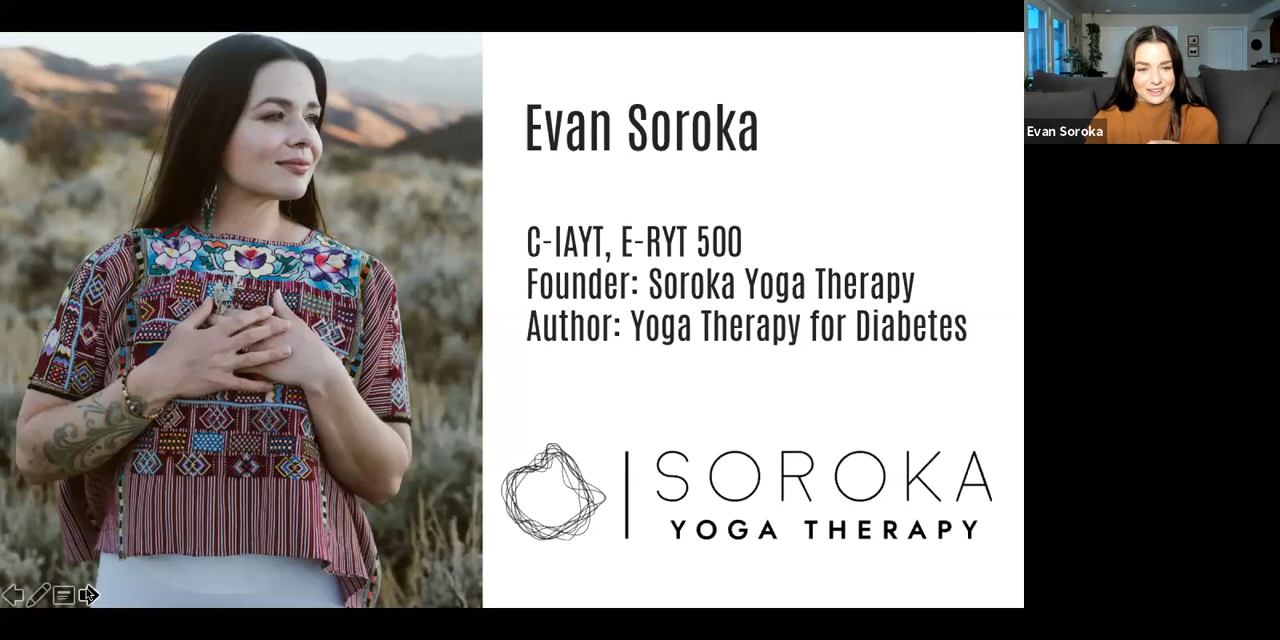 Evan Soroka
C-IAYT, E-RYT 500
Founder: Soroka Yoga Therapy
Author: Yoga Therapy for Diabetes
SOROKA
YOGA THERAPY
Evan Soroka